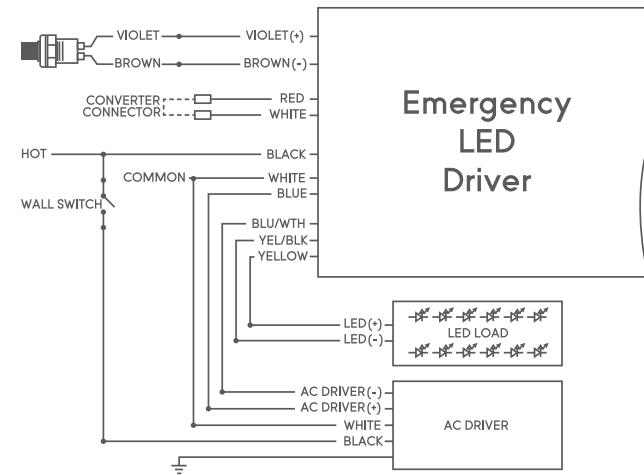 VIOLET
VIOLET(+)
BROWN
BROWN(-)
CONVERTER
CONNECTOR
RED
WHITE
Emergency
LED
Driver
HOT
BLACK
COMMON
WHITE
BLUE
WALL SWITCH
BLU/WTH
YEL/BLK
YELLOW
LED(+)
LED(-)
LED LOAD
AC DRIVER(-)
AC DRIVER(+)
WHITE
BLACK
AC DRIVER